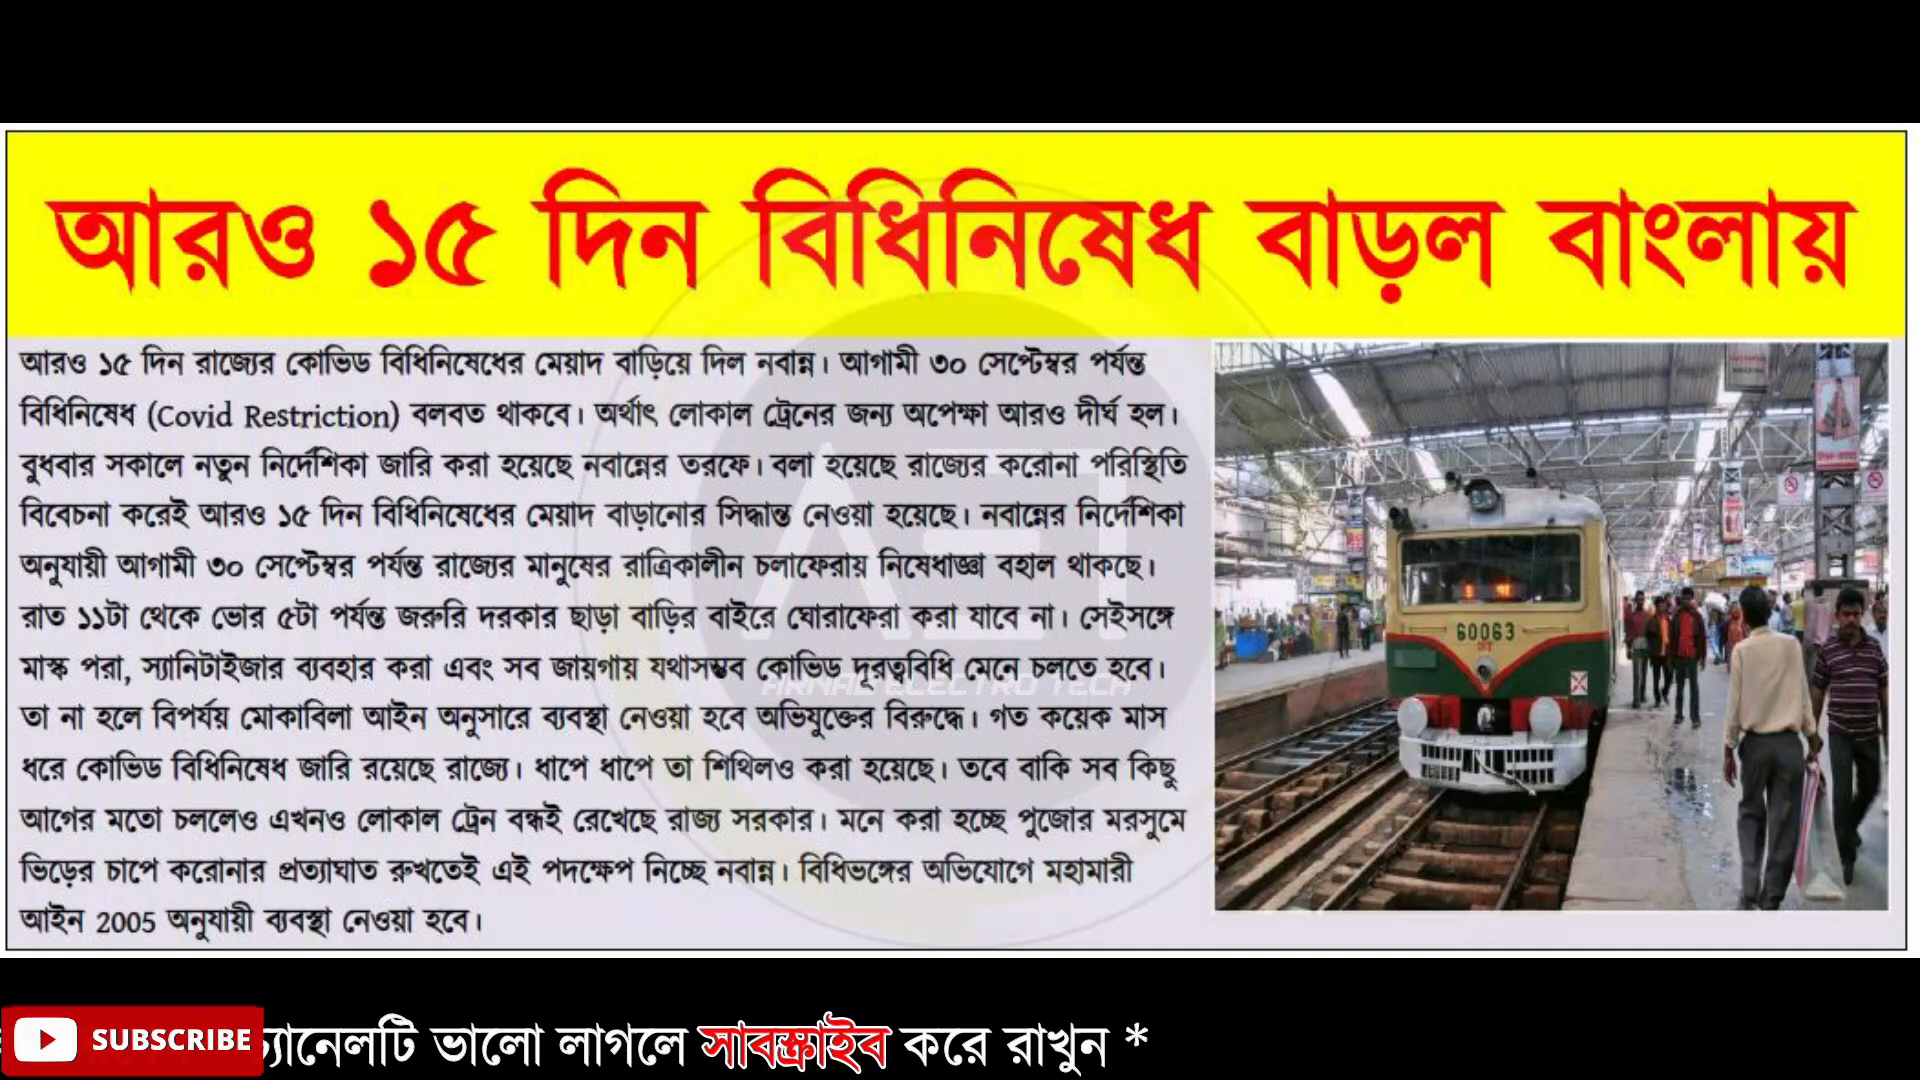 আরও ১৫ দিন বিধিনিষেধ বাড়ল বাংলায়
আরও ১৫ দিন রাজ্যের কোভিড বিধিনিষেধের মেয়াদ বাড়িয়ে দিল নবান্ন। আগামী ৩০ সেপ্টেম্বর পর্যন্ত
বিধিনিষেধ (Covid Restriction) বলবত থাকবে। অর্থাৎ লোকাল ট্রেনের জন্য অপেক্ষা আরও দীর্ঘ হল।
বুধবার সকালে নতুন নির্দেশিকা জারি করা হয়েছে নবান্নের তরফে। বলা হয়েছে রাজ্যের করোনা পরিস্থিতি
বিবেচনা করেই আরও ১৫ দিন বিধিনিষেধের মেয়াদ বাড়ানোর সিদ্ধান্ত নেওয়া হয়েছে। নবান্নের নির্দেশিকা
অনুযায়ী আগামী ৩০ সেপ্টেম্বর পর্যন্ত রাজ্যের মানুষের রাত্রিকালীন চলাফেরায় নিষেধাজ্ঞা বহাল থাকছে।
রাত ১১টা থেকে ভোর ৫টা পর্যন্ত জরুরি দরকার ছাড়া বাড়ির বাইরে ঘোরাফেরা করা যাবে না। সেইসঙ্গে
মাস্ক পরা, স্যানিটাইজার ব্যবহার করা এবং সব জায়গায় যথাসম্ভব কোভিড দূরত্ববিধি মেনে চলতে হবে।
তা না হলে বিপর্যয় মোকাবিলা আইন অনুসারে ব্যবস্থা নেওয়া হবে অভিযুক্তের বিরুদ্ধে। গত কয়েক মাস
ধরে কোভিড বিধিনিষেধ জারি রয়েছে রাজ্যে। ধাপে ধাপে তা শিথিলও করা হয়েছে। তবে বাকি সব কিছু
আগের মতো চললেও এখনও লোকাল ট্রেন বন্ধই রেখেছে রাজ্য সরকার। মনে করা হচ্ছে পুজোর মরসুমে
ভিড়ের চাপে করোনার প্রত্যাঘাত রুখতেই এই পদক্ষেপ নিচ্ছে নবান্ন। বিধিভঙ্গের অভিযোগে মহামারী
আইন 2005 অনুযায়ী ব্যবস্থা নেওয়া হবে।
AET
ARNAB ELECTRO TECH
60063
SUBSCRIBE
চ্যানেলটি ভালো লাগলে সাবস্ক্রাইব করে রাখুন *